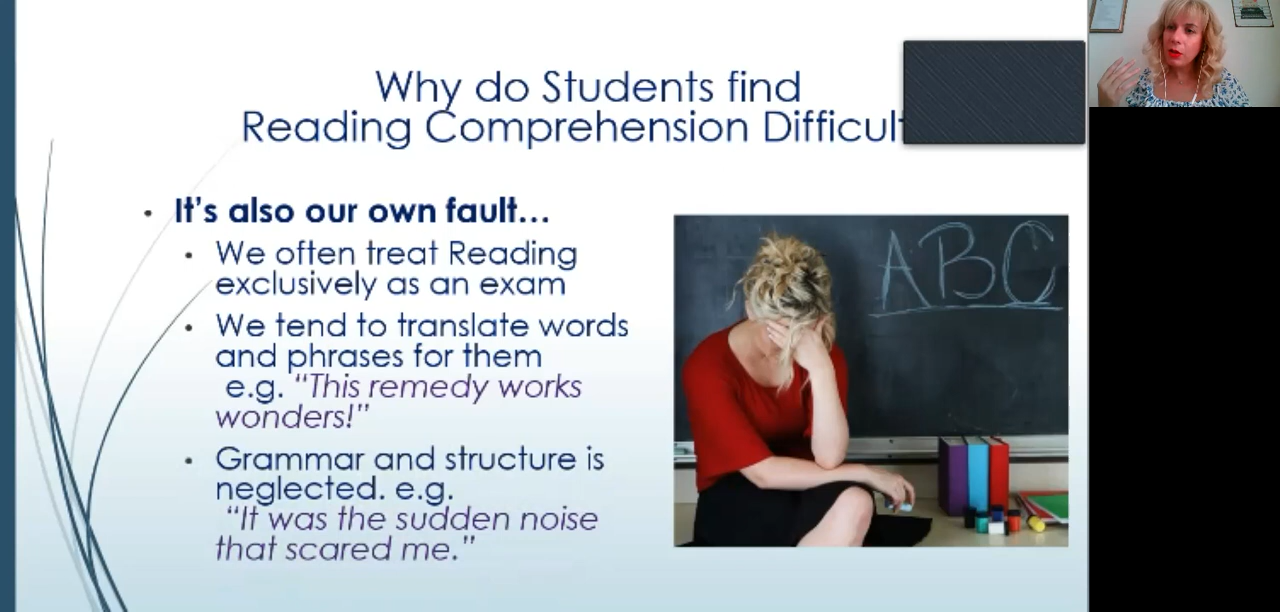 Why do Students find
Reading Comprehension Difficult
• It's also our own fault…
• We often treat Reading
exclusively as an exam
• We tend to translate words
and phrases for them
e.g. “This remedy works
wonders!”
• Grammar and structure is
neglected. e.g.
“It was the sudden noise
that scared me.”
ABC